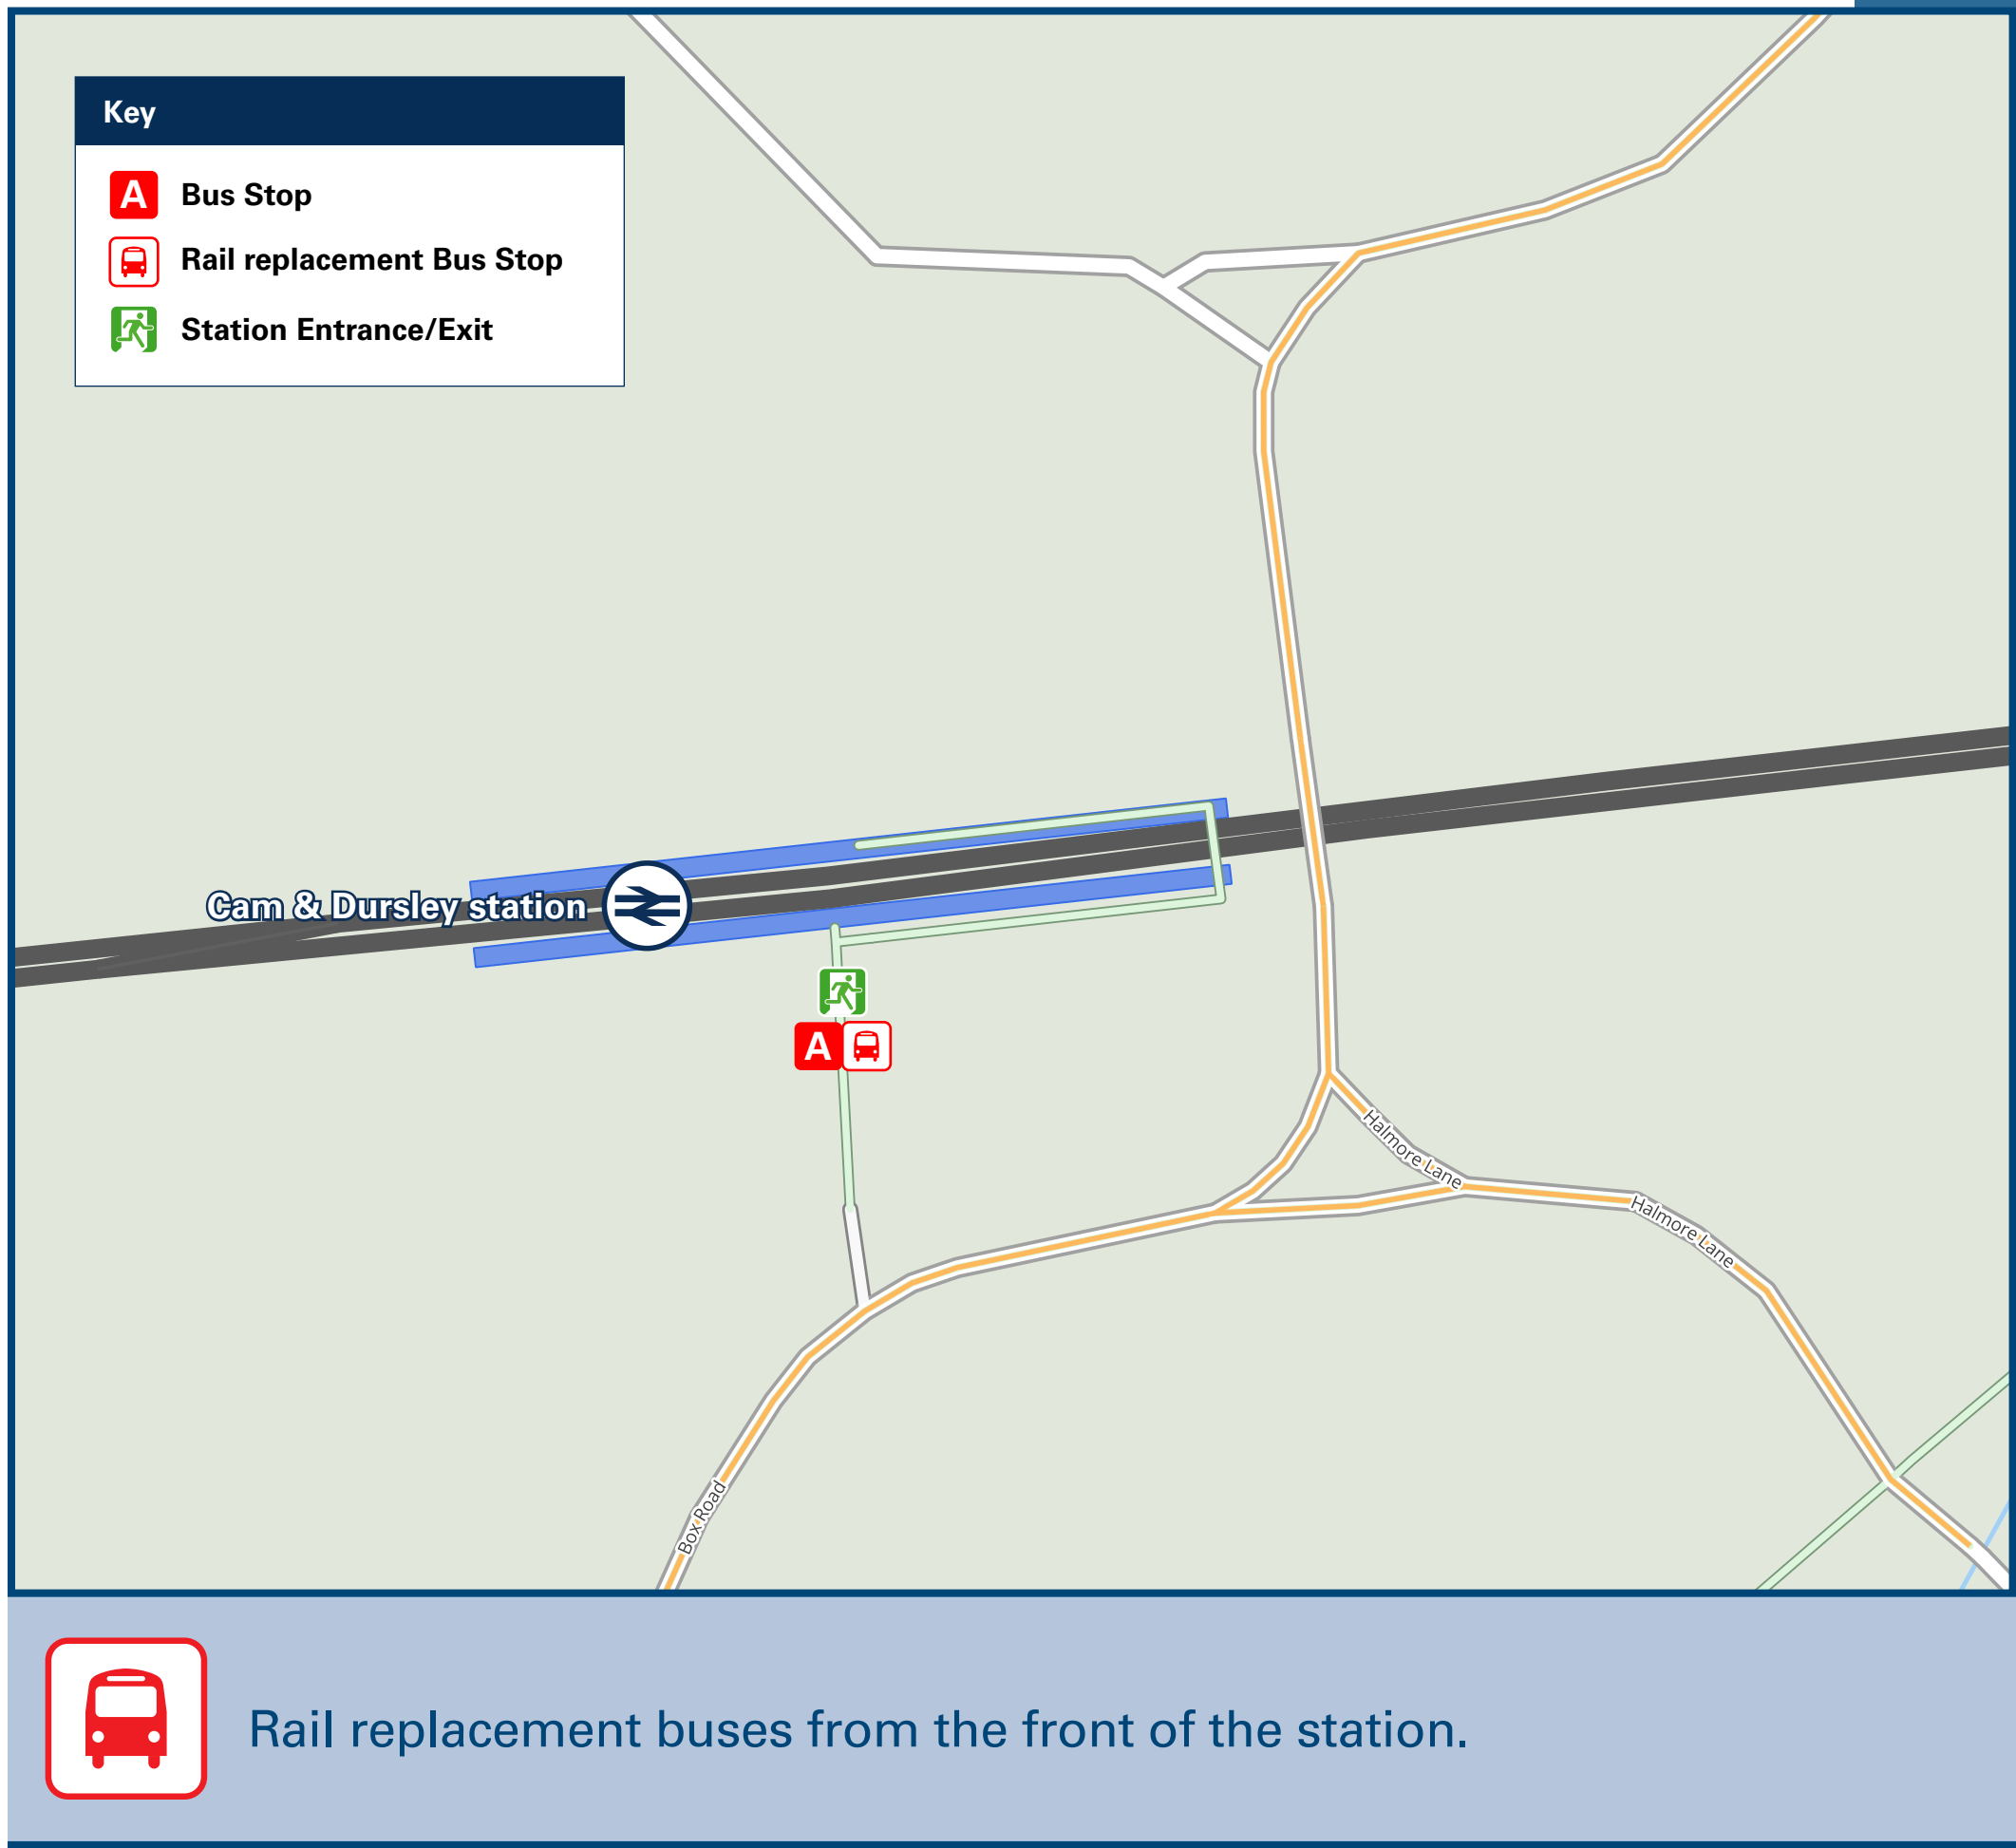 Key
A Bus Stop
Rail replacement Bus Stop
Station Entrance/Exit
Cam & Dursley station
A
Halmore Lane
Halmore Lane
Box Road
Rail replacement buses from the front of the station.